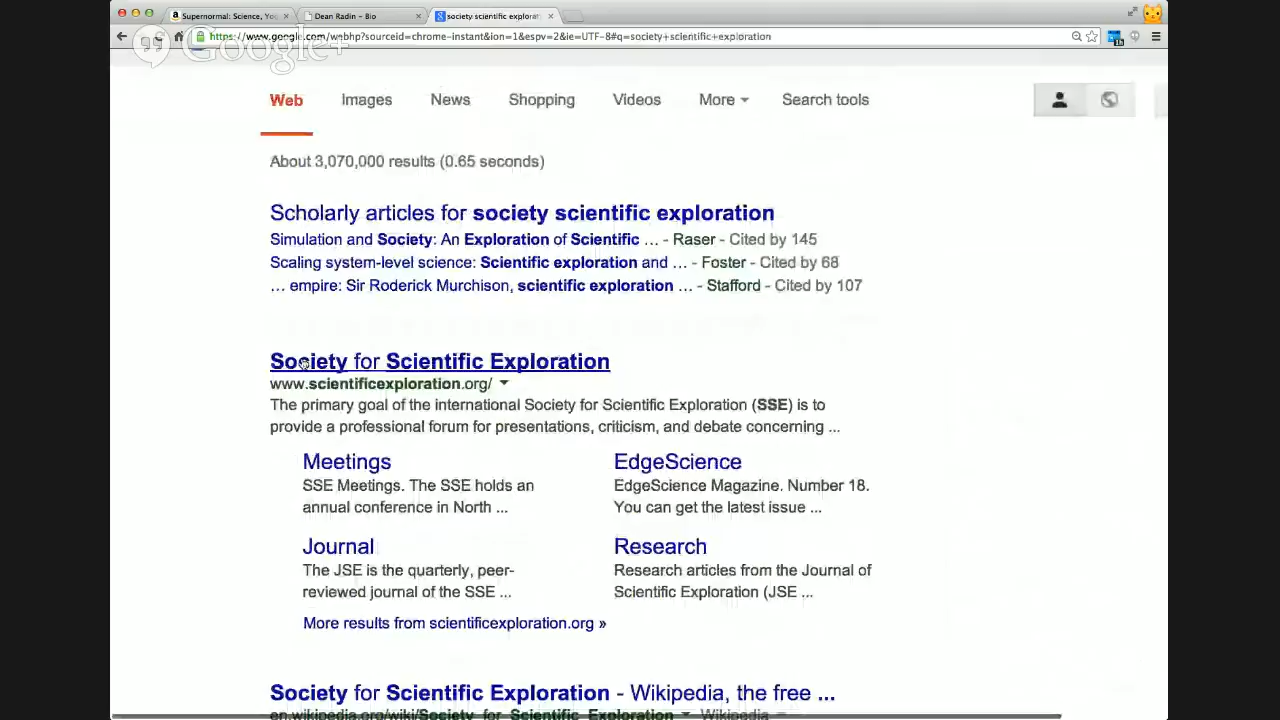 Supernormal: Science, Yo
Dean Radin - Bio
society scientific explorat
https://www.google.com/webhp?sourceid=chrome-instant&ion=1&espv=2&ie=UTF-8#q=society+scientific+exploration
Google+
Web Images News Shopping Videos More Search tools
About 3,070,000 results (0.65 seconds)
Scholarly articles for society scientific exploration
Simulation and Society: An Exploration of Scientific ... - Raser - Cited by 145
Scaling system-level science: Scientific exploration and ... - Foster - Cited by 68
... empire: Sir Roderick Murchison, scientific exploration ... - Stafford - Cited by 107
Society for Scientific Exploration
www.scientificexploration.org/
The primary goal of the international Society for Scientific Exploration (SSE) is to
provide a professional forum for presentations, criticism, and debate concerning ...
Meetings
SSE Meetings. The SSE holds an
annual conference in North ...
EdgeScience
EdgeScience Magazine. Number 18.
You can get the latest issue ...
Journal
The JSE is the quarterly, peer-
reviewed journal of the SSE ...
Research
Research articles from the Journal of
Scientific Exploration (JSE ...
More results from scientificexploration.org »
Society for Scientific Exploration - Wikipedia, the free ...
en.wikipedia.org/wiki/Society_for_Scientific_Exploration Wikipedia